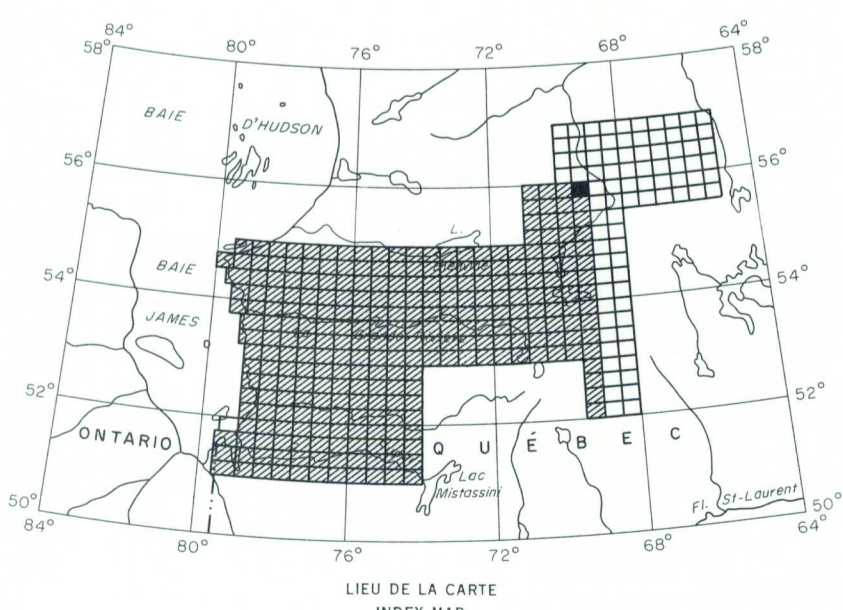 84°
80°
76°
72°
68°
64°
58°
58°
BAIE
D'HUDSON
56°
56°
L.
54°
BAIE
54°
JAMES
52°
52°
ONTARIO
QUÉBEC
Lac
Mistassini
Fl. St-Laurent
50°
50°
84°
80°
76°
72°
68°
64°
LIEU DE LA CARTE
INDEX MAP